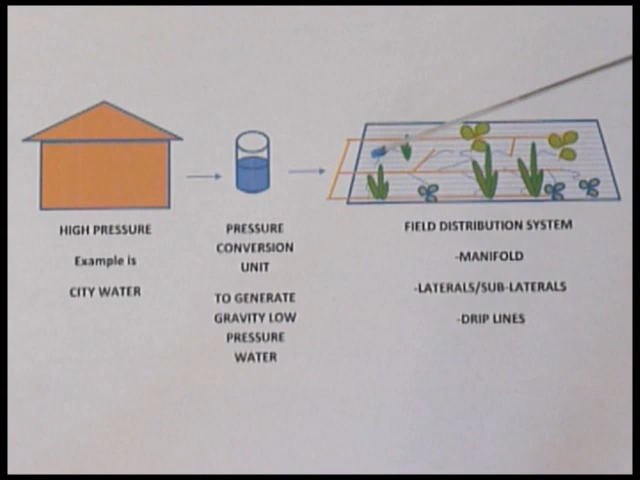 HIGH PRESSURE
Example is
CITY WATER
PRESSURE
CONVERSION
UNIT
TO GENERATE
GRAVITY LOW
PRESSURE
WATER
FIELD DISTRIBUTION SYSTEM
-MANIFOLD
-LATERALS/SUB-LATERALS
-DRIP LINES